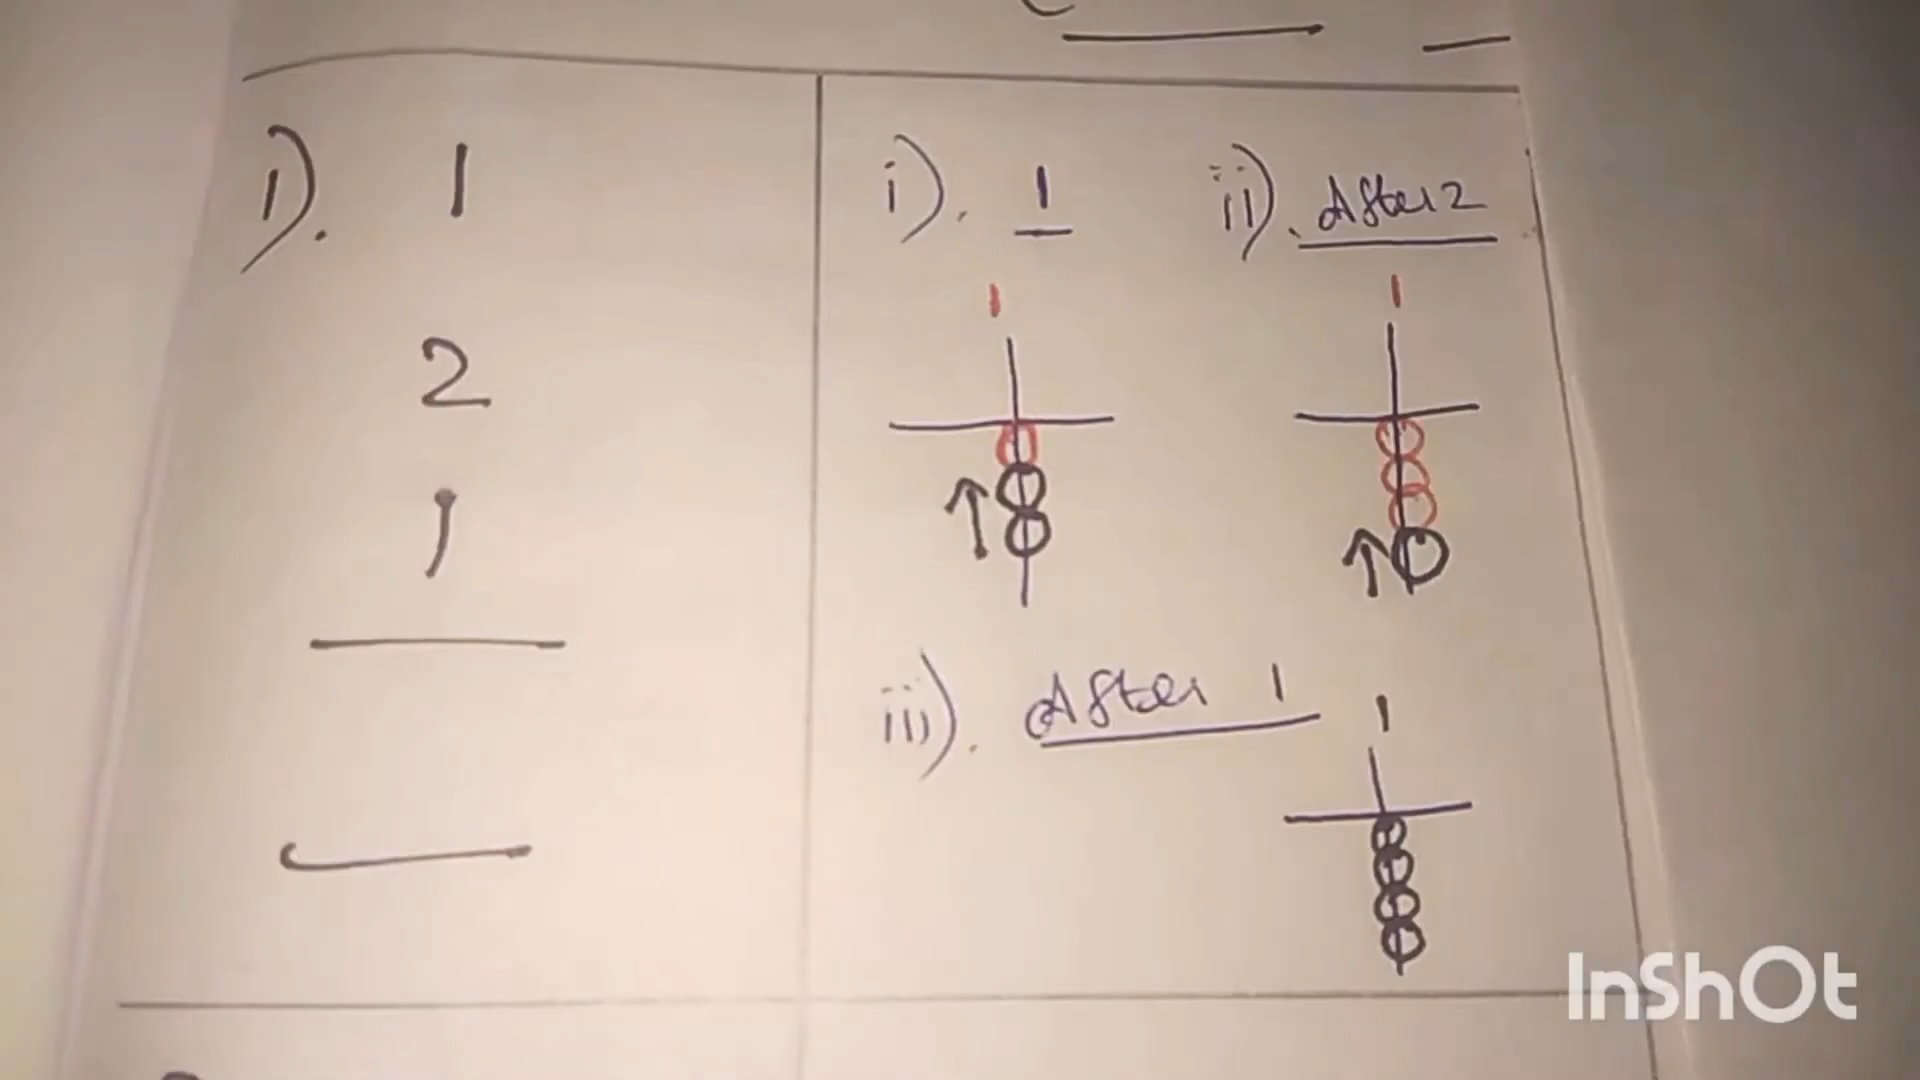 1).
1
2
1
i). 1
1
ii). After 2
1
iii). After 1
1
InShOt